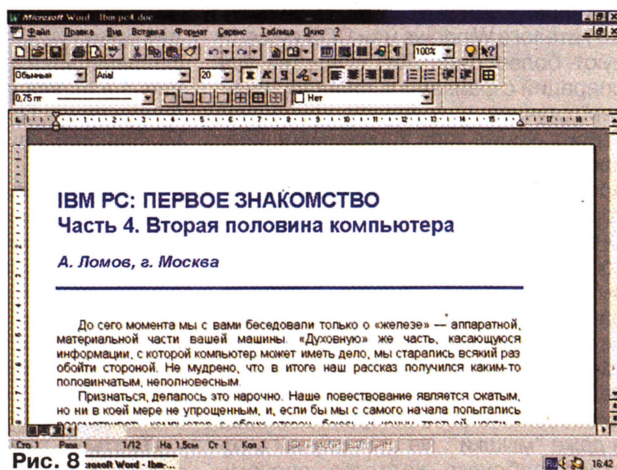 Microsoft Word - Ibm-pc4.doc
Файл Правка Вид Вставка Формат Сервис Таблица Окно ?
100%
Обычный Arial 20 Ж К Ч
0,75 пт Нет
IBM PC: ПЕРВОЕ ЗНАКОМСТВО
Часть 4. Вторая половина компьютера
А. Ломов, г. Москва
До сего момента мы с вами беседовали только о «железе» — аппаратной,
материальной части вашей машины. «Духовную» же часть, касающуюся
информации, с которой компьютер может иметь дело, мы старались всякий раз
обойти стороной. Не мудрено, что в итоге наш рассказ получился каким-то
половинчатым, неполновесным.
Признаться, делалось это нарочно. Наше повествование является сжатым,
но ни в коей мере не упрощенным, и, если бы мы с самого начала попытались
Стр 1 Разд 1 1/12 На 1.5см Ст 1 Кол 1
Рис. 8
Microsoft Word - Ibm-...
Ru 16:42